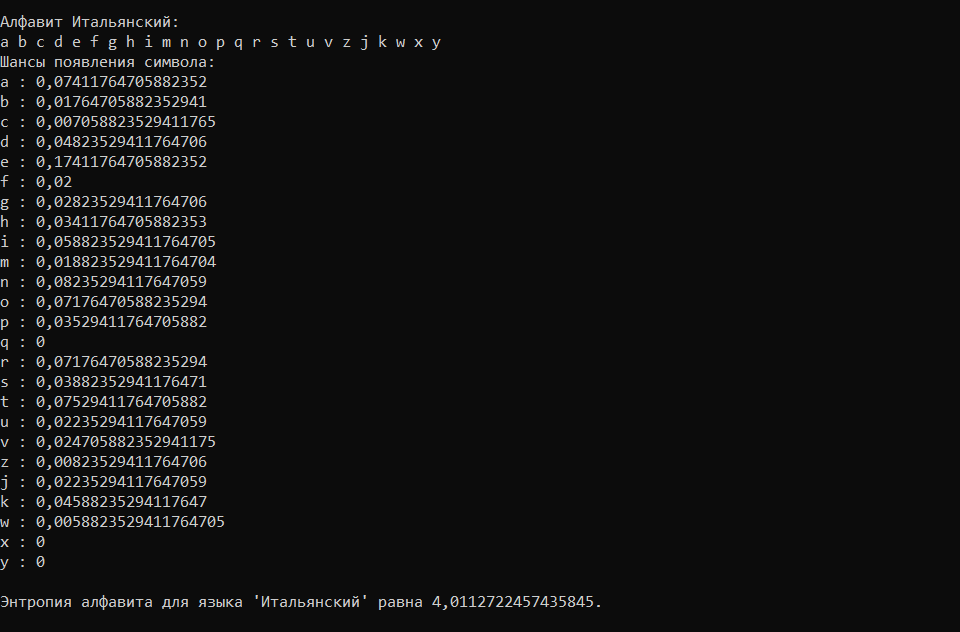 Алфавит Итальянский:
a b c d e f g h i m n o p q r s t u v z j k w x y
Шансы появления символа:
a : 0,07411764705882352
b : 0,01764705882352941
c : 0,007058823529411765
d : 0,04823529411764706
e : 0,17411764705882352
f : 0,02
g : 0,02823529411764706
h : 0,03411764705882353
i : 0,058823529411764705
m : 0,018823529411764704
n : 0,08235294117647059
o : 0,07176470588235294
p : 0,03529411764705882
q : 0
r : 0,07176470588235294
s : 0,03882352941176471
t : 0,07529411764705882
u : 0,02235294117647059
v : 0,024705882352941175
z : 0,00823529411764706
j : 0,02235294117647059
k : 0,04588235294117647
w : 0,0058823529411764705
x : 0
y : 0
Энтропия алфавита для языка 'Итальянский' равна 4,0112722457435845.